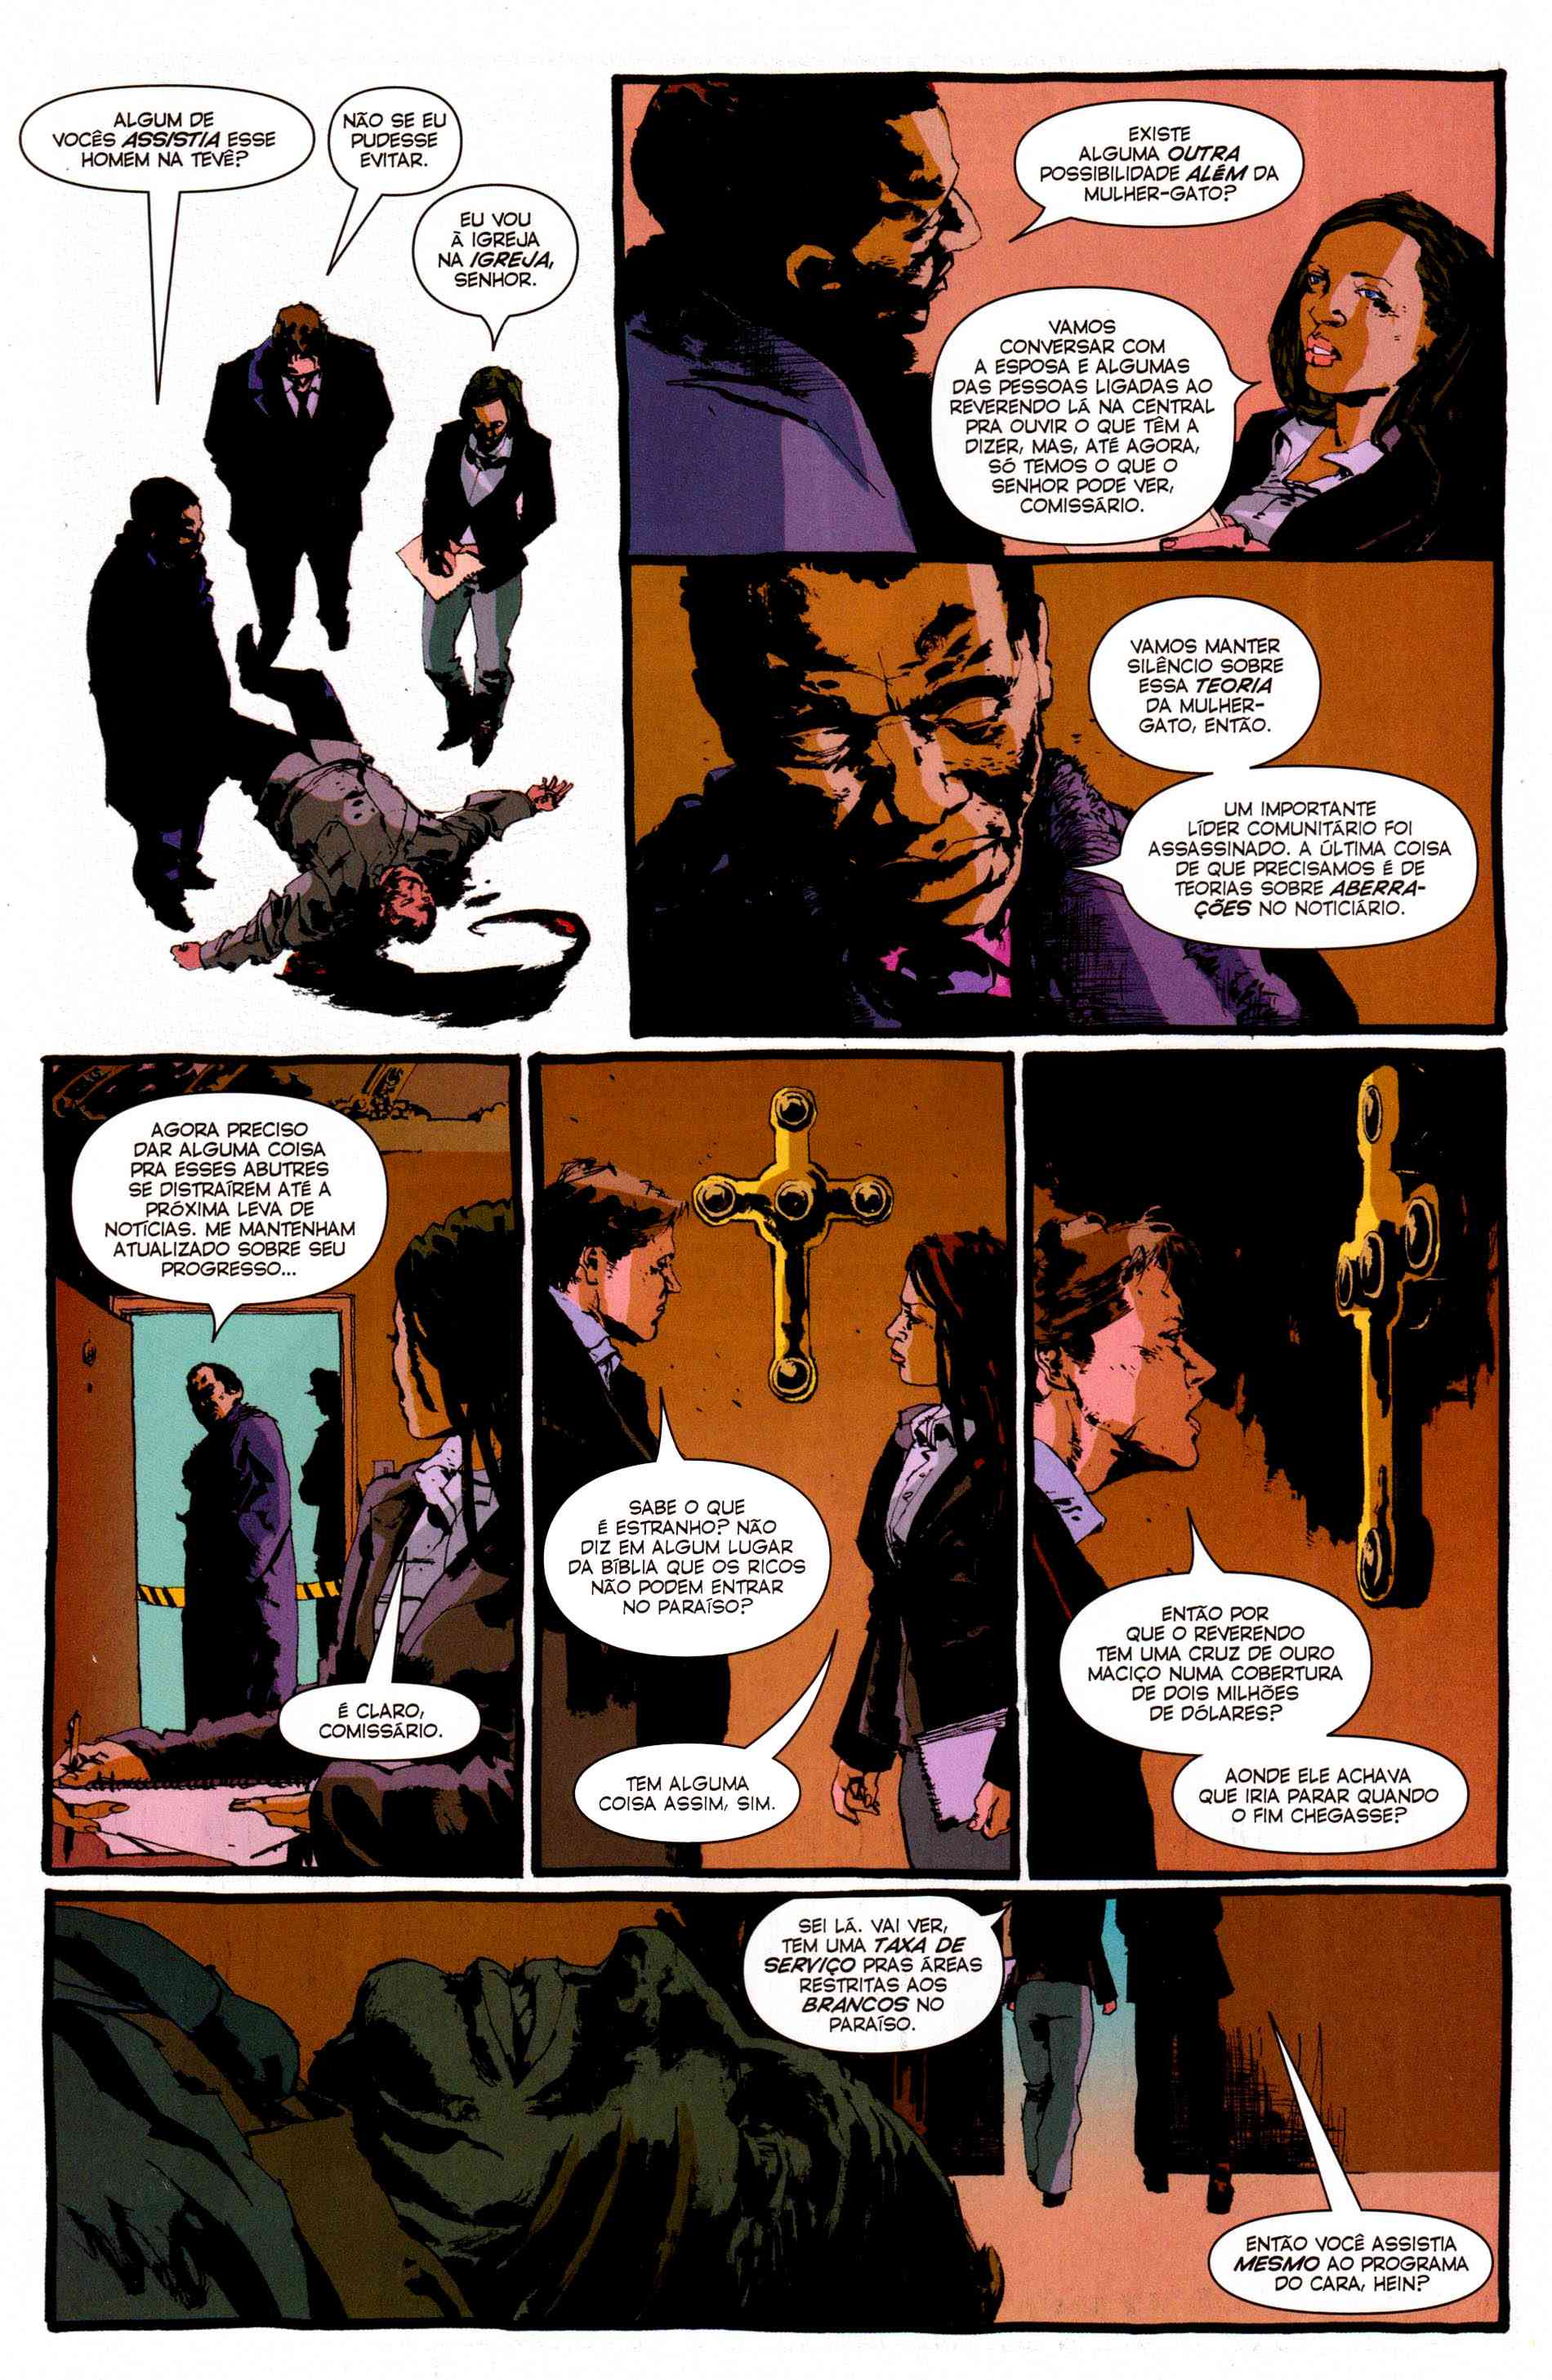 ALGUM DE
VOCÊS ASSISTIA ESSE
HOMEM NA TEVÊ?
NÃO SE EU
PUDESSE
EVITAR.
EU VOU
À IGREJA
NA IGREJA,
SENHOR.
EXISTE
ALGUMA OUTRA
POSSIBILIDADE ALÉM DA
MULHER-GATO?
VAMOS
CONVERSAR COM
A ESPOSA E ALGUMAS
DAS PESSOAS LIGADAS AO
REVERENDO LÁ NA CENTRAL
PRA OUVIR O QUE TÊM A
DIZER, MAS, ATÉ AGORA,
SÓ TEMOS O QUE O
SENHOR PODE VER,
COMISSÁRIO.
VAMOS MANTER
SILÊNCIO SOBRE
ESSA TEORIA
DA MULHER-
GATO, ENTÃO.
UM IMPORTANTE
LÍDER COMUNITÁRIO FOI
ASSASSINADO. A ÚLTIMA COISA
DE QUE PRECISAMOS É DE
TEORIAS SOBRE ABERRA-
ÇÕES NO NOTICIÁRIO.
AGORA PRECISO
DAR ALGUMA COISA
PRA ESSES ABUTRES
SE DISTRAÍREM ATÉ A
PRÓXIMA LEVA DE
NOTÍCIAS. ME MANTENHAM
ATUALIZADO SOBRE SEU
PROGRESSO...
É CLARO,
COMISSÁRIO.
SABE O QUE
É ESTRANHO? NÃO
DIZ EM ALGUM LUGAR
DA BÍBLIA QUE OS RICOS
NÃO PODEM ENTRAR
NO PARAÍSO?
TEM ALGUMA
COISA ASSIM, SIM.
ENTÃO POR
QUE O REVERENDO
TEM UMA CRUZ DE OURO
MACIÇO NUMA COBERTURA
DE DOIS MILHÕES
DE DÓLARES?
AONDE ELE ACHAVA
QUE IRIA PARAR QUANDO
O FIM CHEGASSE?
SEI LÁ. VAI VER,
TEM UMA TAXA DE
SERVIÇO PRAS ÁREAS
RESTRITAS AOS
BRANCOS NO
PARAÍSO.
ENTÃO VOCÊ ASSISTIA
MESMO AO PROGRAMA
DO CARA, HEIN?